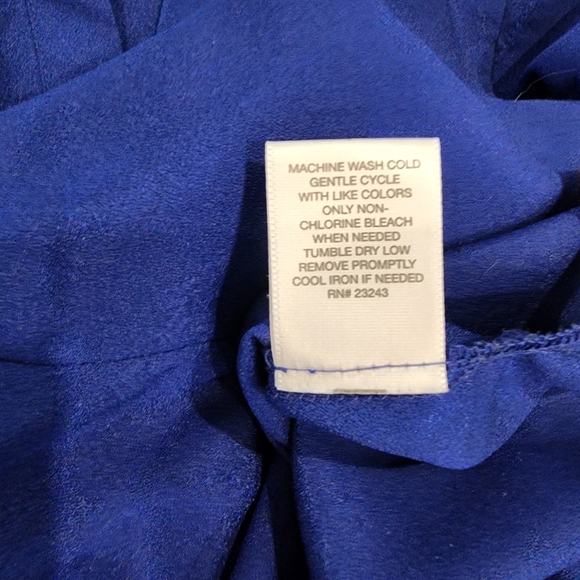 MACHINE WASH COLD
GENTLE CYCLE
WITH LIKE COLORS
ONLY NON-
CHLORINE BLEACH
WHEN NEEDED
TUMBLE DRY LOW
REMOVE PROMPTLY
COOL IRON IF NEEDED
RN# 23243